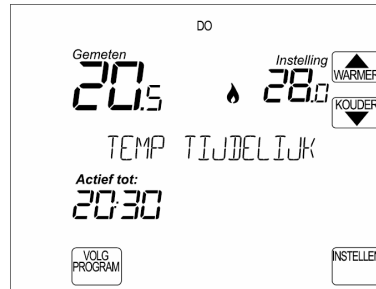 DO
Gemeten
20.5
Instelling
28.0
WARMER
KOUDER
TEMP TIJDELIJK
Actief tot:
20:30
VOLG
PROGRAM
INSTELLEN